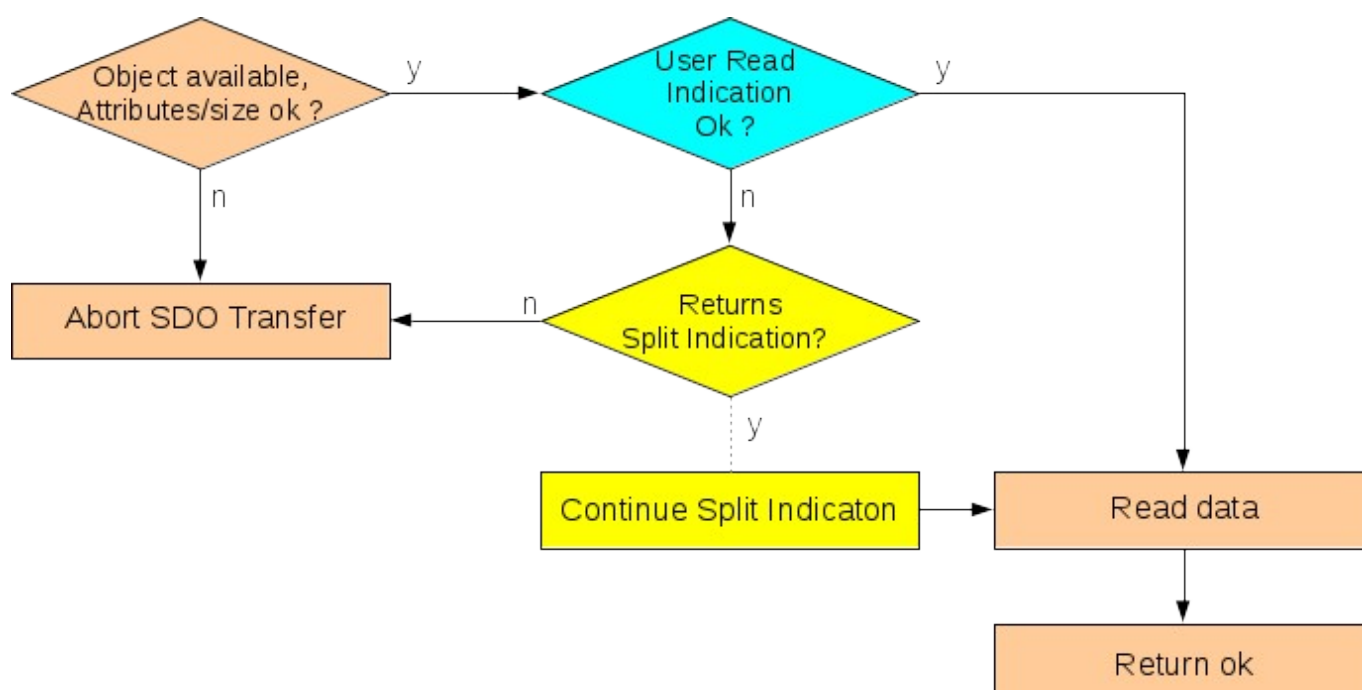 Object available,
Attributes/size ok ?
y
User Read
Indication
Ok ?
y
n
n
Abort SDO Transfer
n
Returns
Split Indication?
y
Continue Split Indicaton
Read data
Return ok